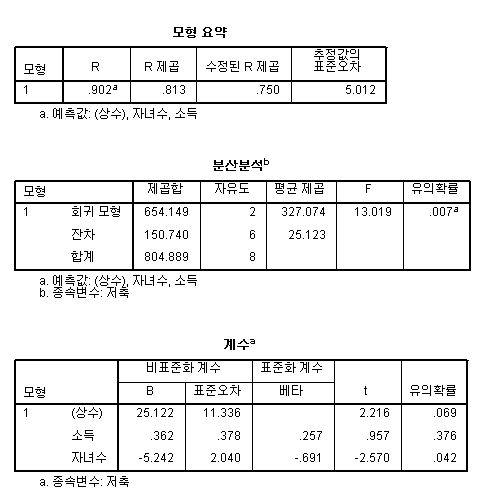 모형 요약
모형 R R 제곱 수정된 R 제곱 추정값의 표준오차
1 .902a .813 .750 5.012
a. 예측값: (상수), 자녀수, 소득
분산분석b
모형 제곱합 자유도 평균 제곱 F 유의확률
1 회귀 모형 654.149 2 327.074 13.019 .007a
잔차 150.740 6 25.123
합계 804.889 8
a. 예측값: (상수), 자녀수, 소득
b. 종속변수: 저축
계수a
비표준화 계수 표준화 계수
모형 B 표준오차 베타 t 유의확률
1 (상수) 25.122 11.336 2.216 .069
소득 .362 .378 .257 .957 .376
자녀수 -5.242 2.040 -.691 -2.570 .042
a. 종속변수: 저축